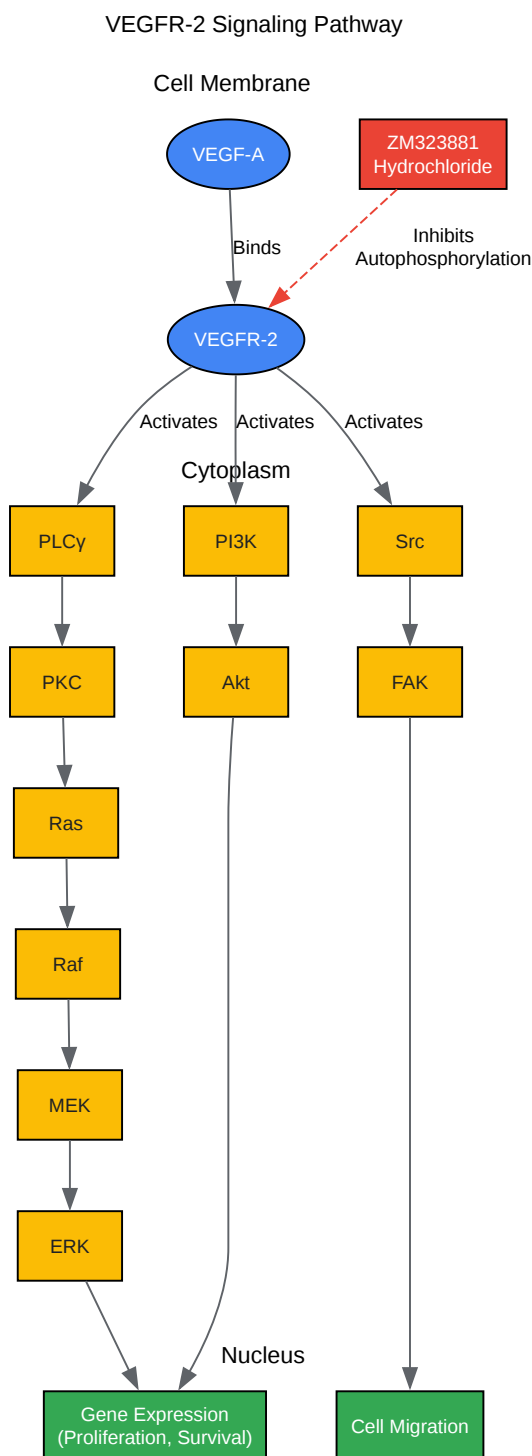 VEGFR-2 Signaling Pathway
Cell Membrane
VEGF-A
ZM323881
Hydrochloride
Binds
Inhibits
Autophosphorylation
VEGFR-2
Activates
Activates
Activates
Cytoplasm
PLCγ
PI3K
Src
PKC
Akt
FAK
Ras
Raf
MEK
ERK
Nucleus
Gene Expression
(Proliferation, Survival)
Cell Migration